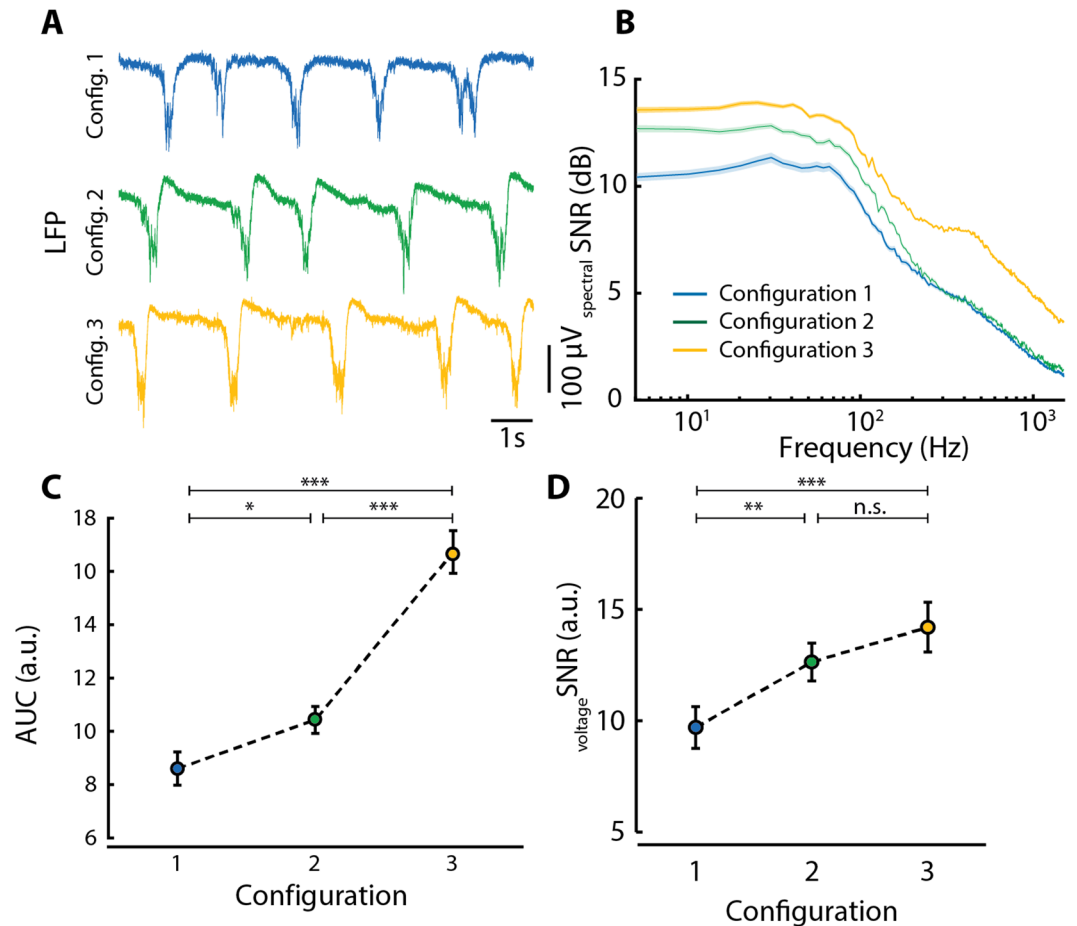 A
LFP
Config. 1
Config. 2
Config. 3
100 µV
1s
B
spectral SNR (dB)
15
10
5
0
Configuration 1
Configuration 2
Configuration 3
10¹
10²
10³
Frequency (Hz)
C
***
*
***
AUC (a.u.)
18
10
14
12
10
8
6
1
2
3
Configuration
D
***
**
n.s.
voltage SNR (a.u.)
20
15
10
5
1
2
3
Configuration